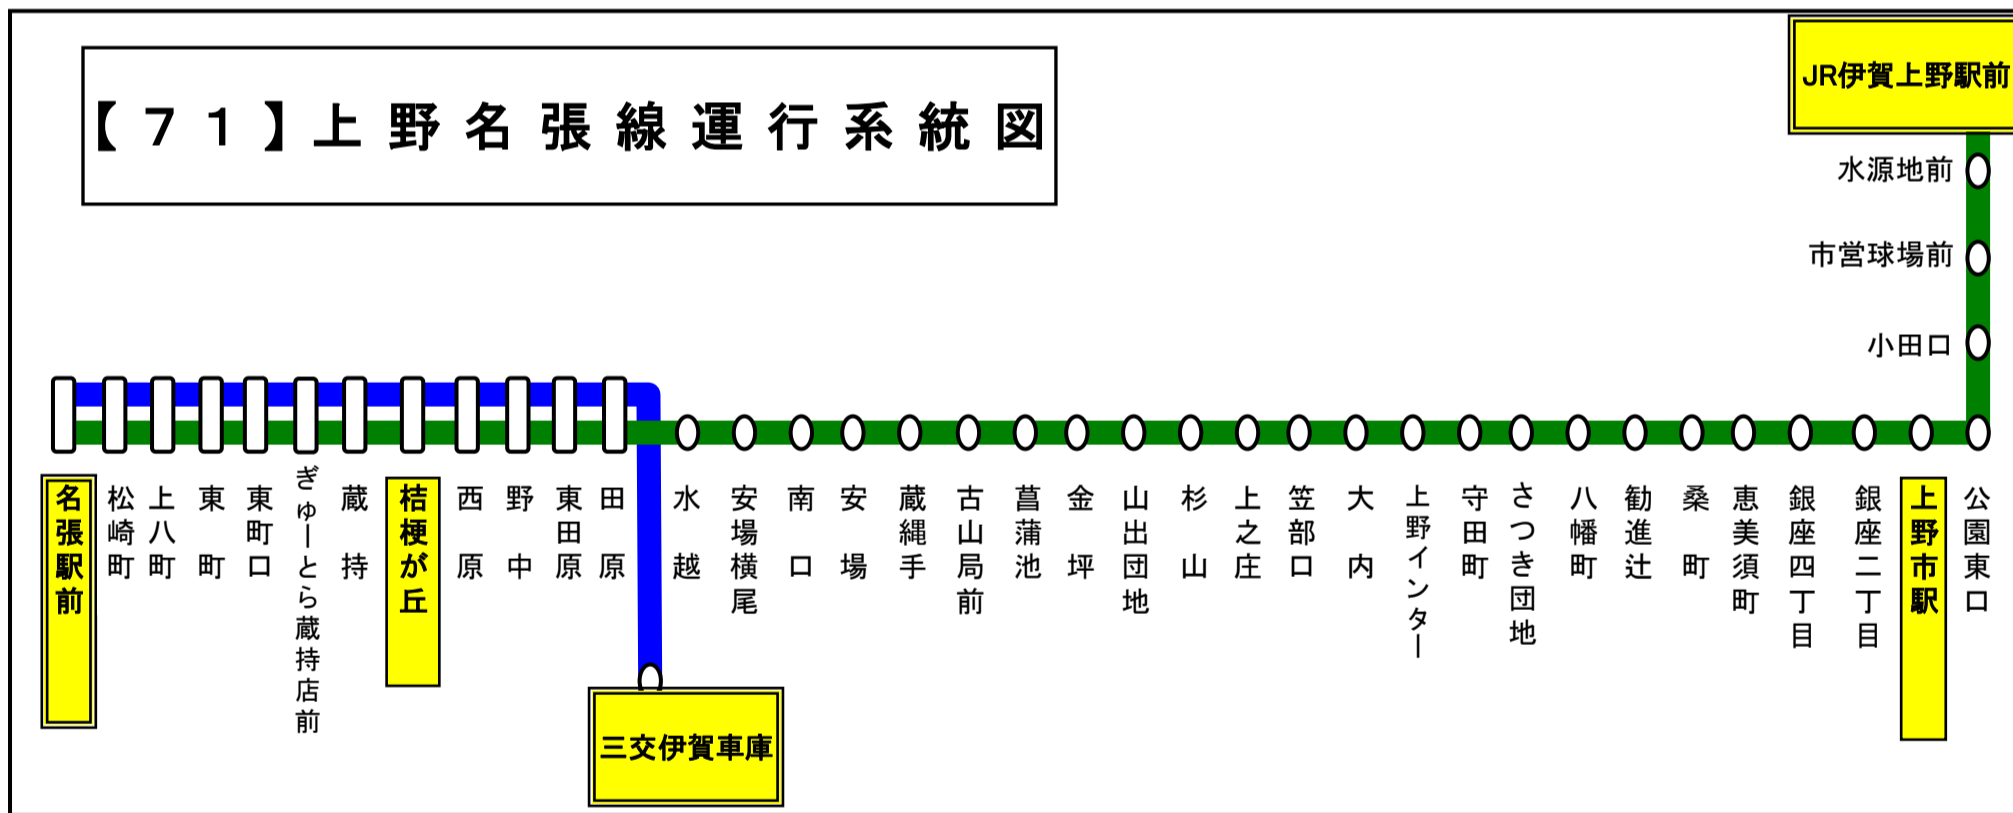 【７１】上野名張線運行系統図
JR伊賀上野駅前
水源地前
市営球場前
小田口
名張駅前
松崎町
上八町
東町
東町口
ぎゅーとら蔵持店前
蔵持
桔梗が丘
西原
野中
東田原
田原
水越
安場横尾
南口
安場
蔵縄手
古山局前
菖蒲池
金坪
山出団地
杉山
上之庄
笠部口
大内
上野インター
守田町
さつき団地
八幡町
勧進辻
桑町
恵美須町
銀座四丁目
銀座二丁目
上野市駅
公園東口
三交伊賀車庫